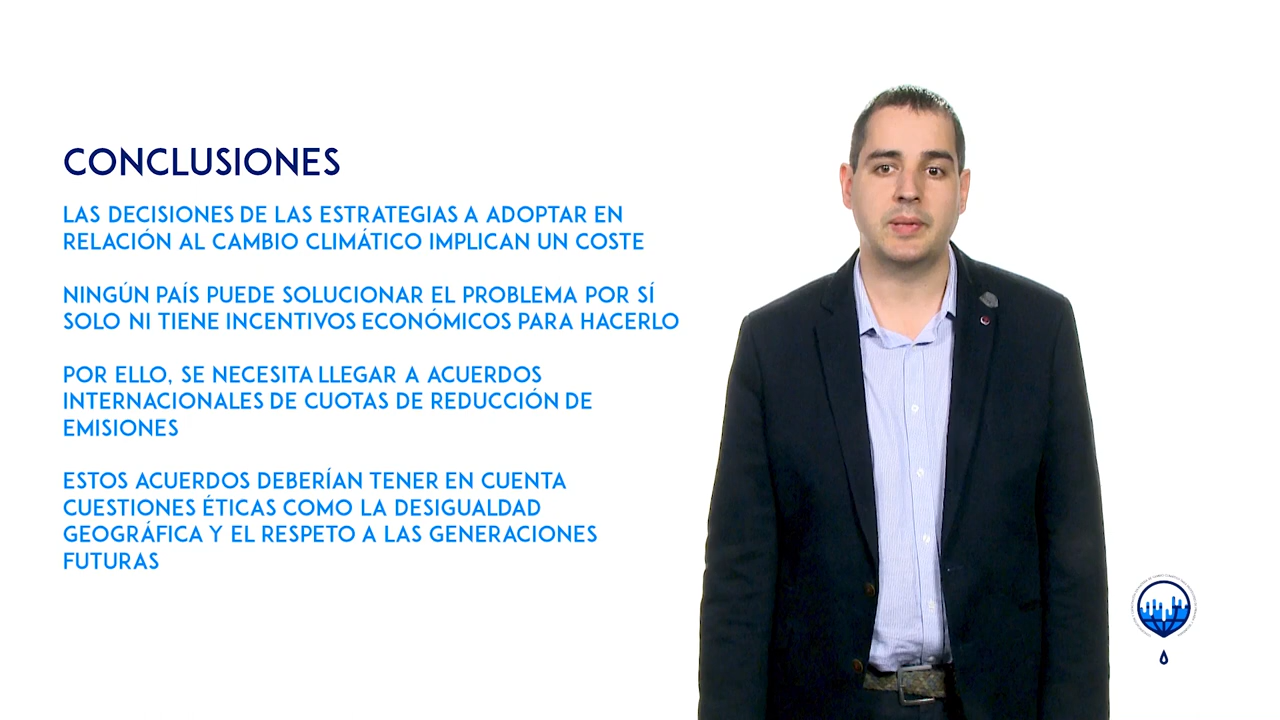 CONCLUSIONES
LAS DECISIONES DE LAS ESTRATEGIAS A ADOPTAR EN
RELACIÓN AL CAMBIO CLIMÁTICO IMPLICAN UN COSTE
NINGÚN PAÍS PUEDE SOLUCIONAR EL PROBLEMA POR SÍ
SOLO NI TIENE INCENTIVOS ECONÓMICOS PARA HACERLO
POR ELLO, SE NECESITA LLEGAR A ACUERDOS
INTERNACIONALES DE CUOTAS DE REDUCCIÓN DE
EMISIONES
ESTOS ACUERDOS DEBERÍAN TENER EN CUENTA
CUESTIONES ÉTICAS COMO LA DESIGUALDAD
GEOGRÁFICA Y EL RESPETO A LAS GENERACIONES
FUTURAS